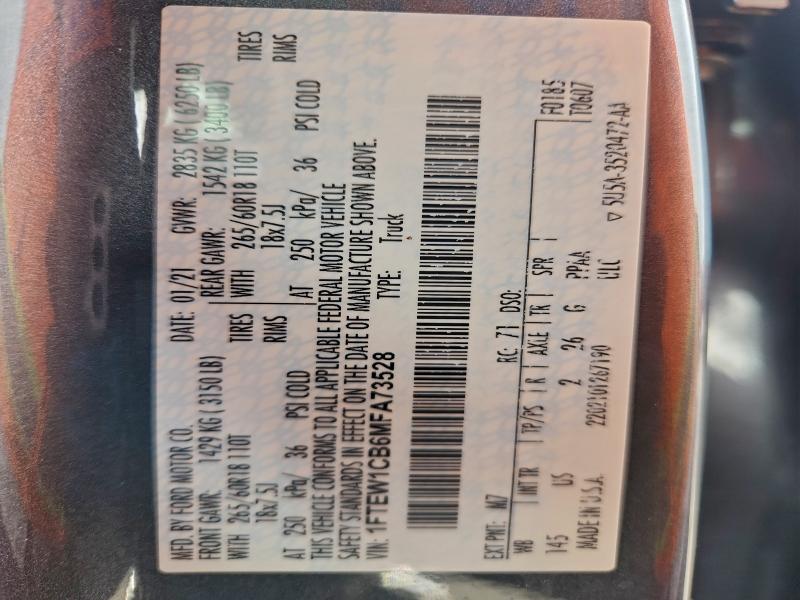 MFD. BY FORD MOTOR CO.
DATE: 01/21 GVWR: 2835 KG (6250 LB)
FRONT GAWR: 1429 KG (3150 LB)
REAR GAWR: 1542 KG (3400 LB)
WITH 265/60R18 110T TIRES
WITH 265/60R18 110T TIRES
18x7.5J RIMS
18x7.5J RIMS
AT 250 kPa/ 36 PSI COLD
AT 250 kPa/ 36 PSI COLD
THIS VEHICLE CONFORMS TO ALL APPLICABLE FEDERAL MOTOR VEHICLE
SAFETY STANDARDS IN EFFECT ON THE DATE OF MANUFACTURE SHOWN ABOVE.
VIN: 1FTEW1CB6MFA73528 TYPE: Truck
EXT PNT: M7 RC: 71 DSO: F0185
WB INT TR TP/PS R AXLE TR SPR T0607
145 US 2 26 G PPAA
2202101267190 ULC
MADE IN U.S.A. ▽ 5U5A-3520472-AA